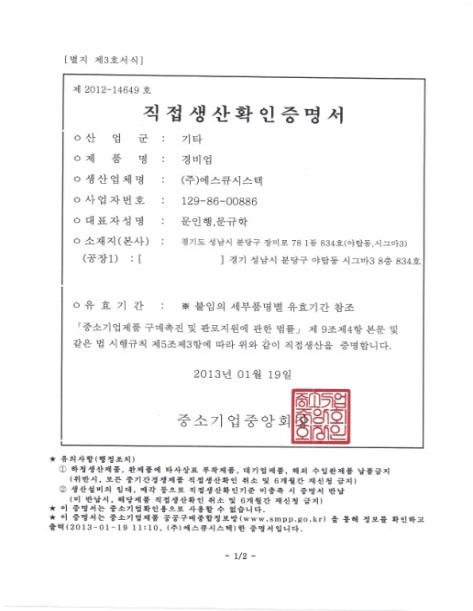 [별지 제3호서식]
제 2012-14649 호
직접생산확인증명서
ㅇ산 업 군 : 기타
ㅇ제 품 명 : 경비업
ㅇ생산업체명 : (주)에스큐시스텍
ㅇ사업자번호 : 129-86-00886
ㅇ대표자성명 : 문인행,문규학
ㅇ소재지(본사) : 경기도 성남시 분당구 장미로 78 1동 834호(야탑동,시그마3)
(공장1) : [ ] 경기 성남시 분당구 야탑동 시그마3 8층 834호
ㅇ유 효 기 간 : ※ 붙임의 세부품명별 유효기간 참조
「중소기업제품 구매촉진 및 판로지원에 관한 법률」 제 9조제4항 본문 및
같은 법 시행규칙 제5조제3항에 따라 위와 같이 직접생산을 증명합니다.
2013년 01월 19일
중소기업중앙회
★ 유의사항(행정조치)
① 하청생산제품, 완제품에 타사상표 부착제품, 대기업제품, 해외 수입완제품 납품금지
(위반시, 모든 중기간경쟁제품 직접생산확인 취소 및 6개월간 재신청 금지)
② 생산설비의 임대, 매각 등으로 직접생산확인기준 미충족 시 증명서 반납
(미 반납시, 해당제품 직접생산확인 취소 및 6개월간 재신청 금지)
★ 이 증명서는 중소기업확인용으로 사용할 수 없습니다.
★ 이 증명서는 중소기업제품 공공구매종합정보망(www.smpp.go.kr) 을 통해 정보를 확인하고
출력(2013-01-19 11:10, (주)에스큐시스텍)한 증명서입니다.
- 1/2 -